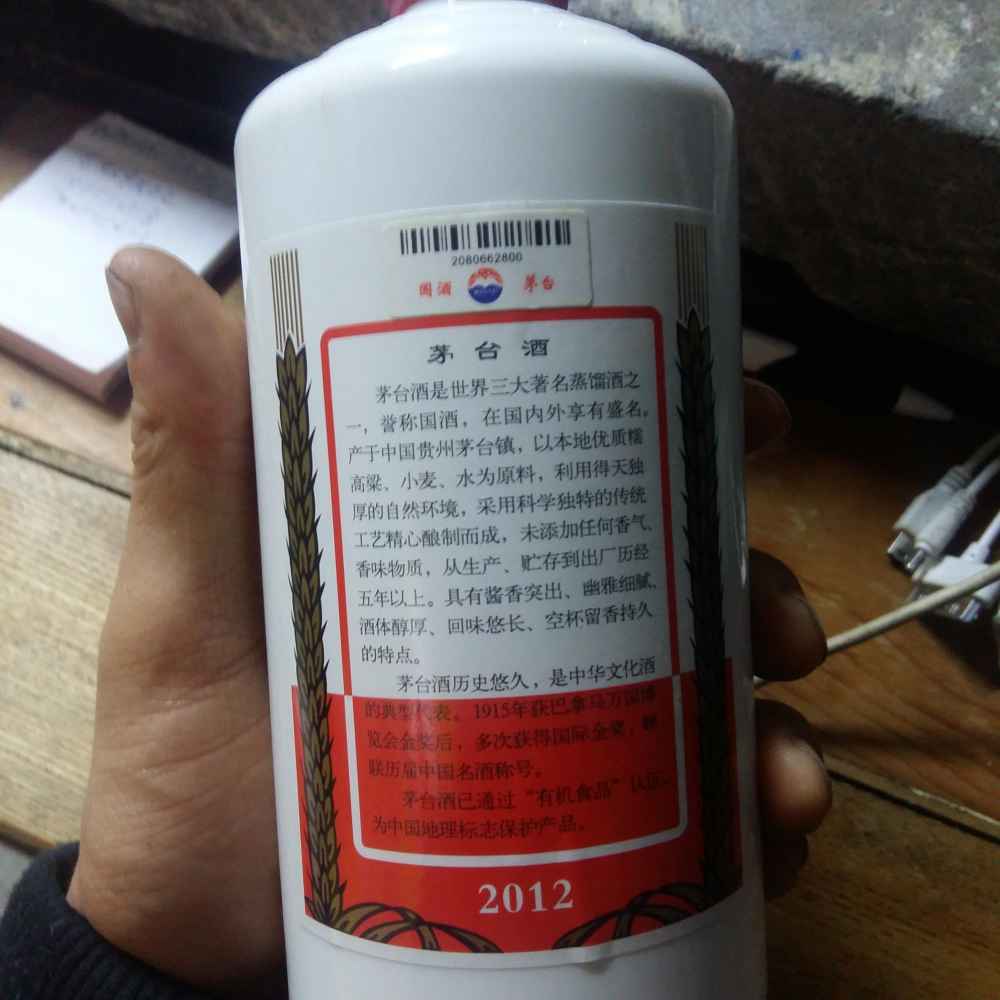 2080662800
国酒 茅台
茅台酒
茅台酒是世界三大著名蒸馏酒之
一，誉称国酒，在国内外享有盛名。
产于中国贵州茅台镇，以本地优质糯
高粱、小麦、水为原料，利用得天独
厚的自然环境，采用科学独特的传统
工艺精心酿制而成，未添加任何香气、
香味物质，从生产、贮存到出厂历经
五年以上。具有酱香突出、幽雅细腻、
酒体醇厚、回味悠长、空杯留香持久
的特点。
茅台酒历史悠久，是中华文化酒
的典型代表。1915年获巴拿马万国博
览会金奖后，多次获得国际金奖，蝉
联历届中国名酒称号。
茅台酒已通过“有机食品”认证，
为中国地理标志保护产品。
2012